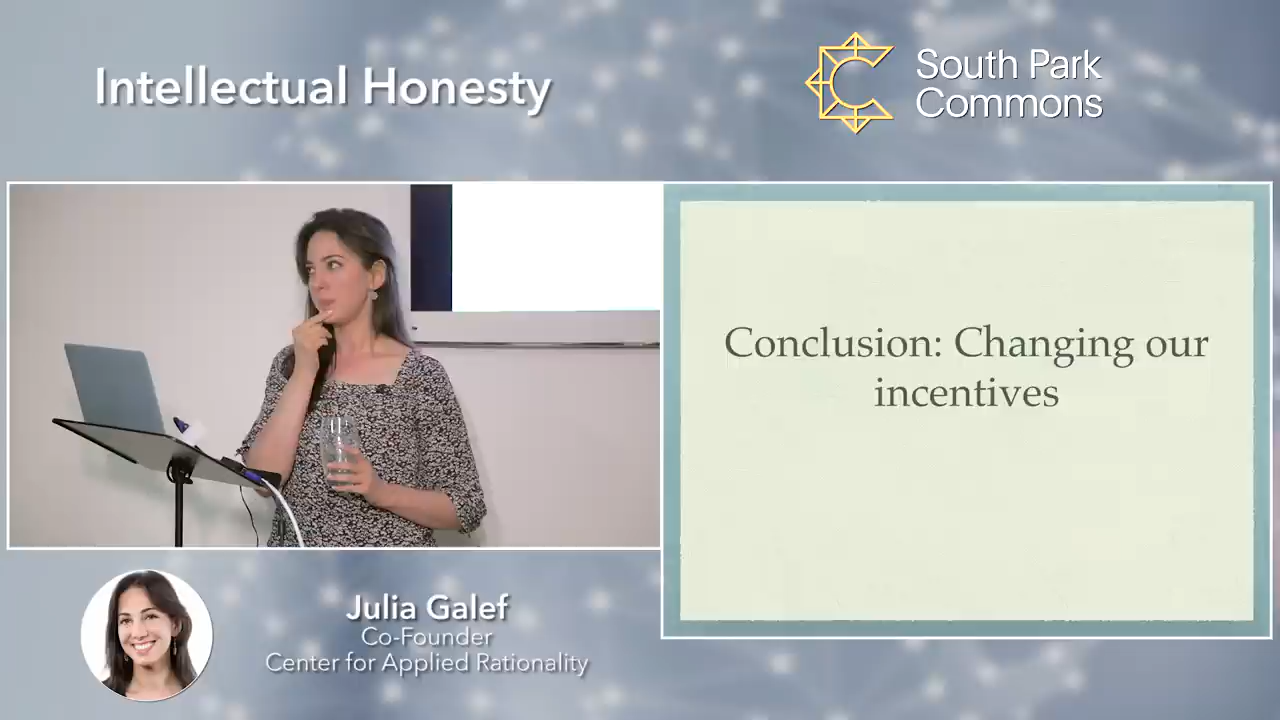 Intellectual Honesty
South Park
Commons
Conclusion: Changing our
incentives
Julia Galef
Co-Founder
Center for Applied Rationality